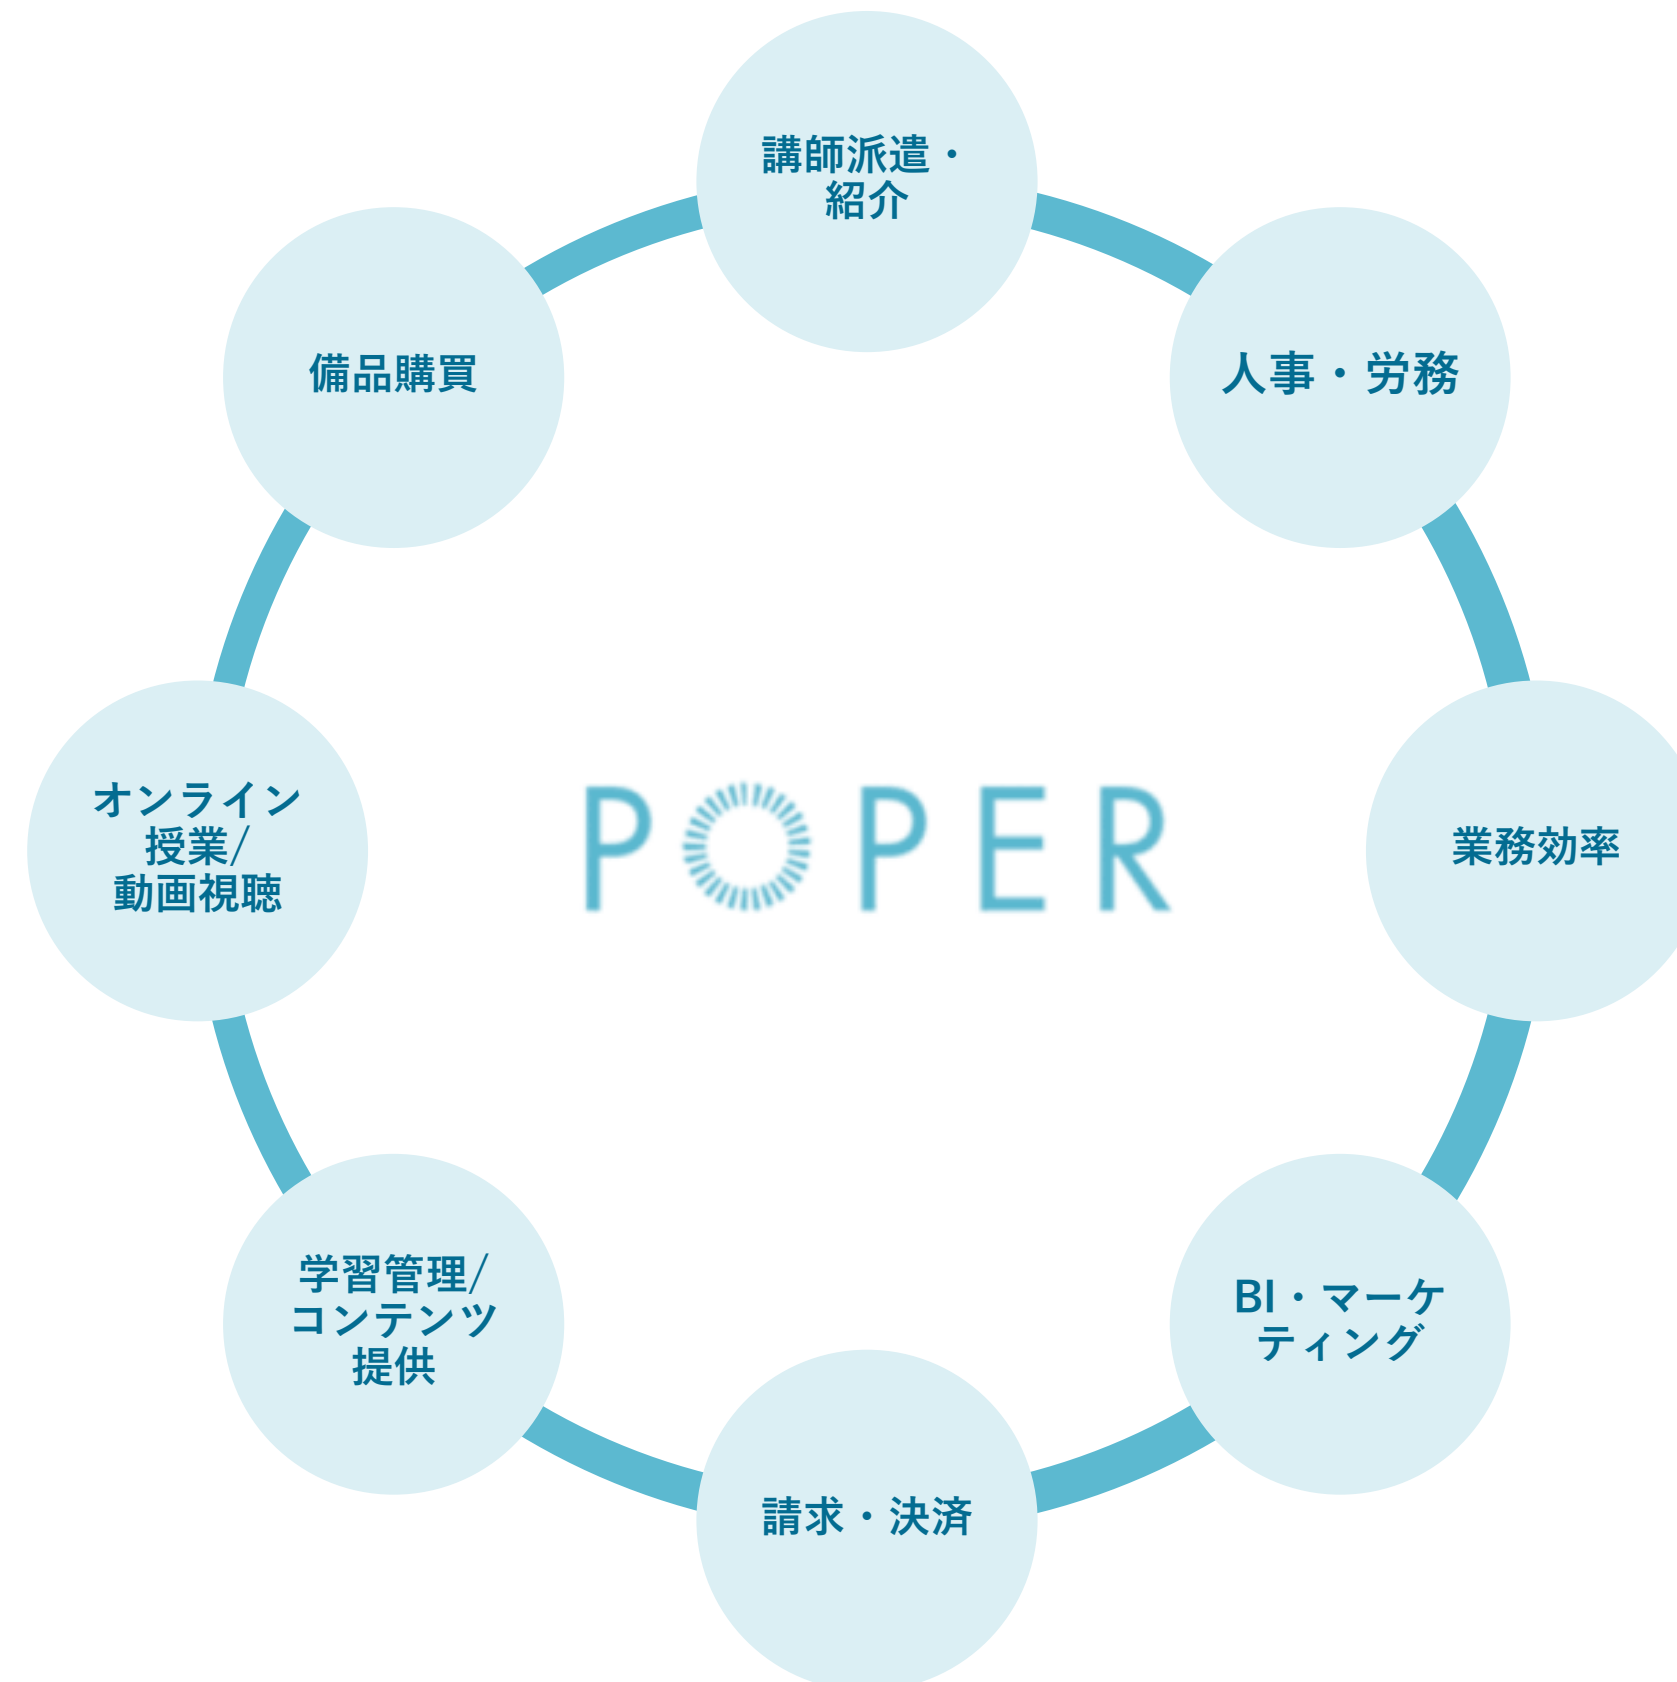 講師派遣・
紹介
人事・労務
業務効率
BI・マーケ
ティング
請求・決済
学習管理/
コンテンツ
提供
オンライン
授業/
動画視聴
備品購買
POPER